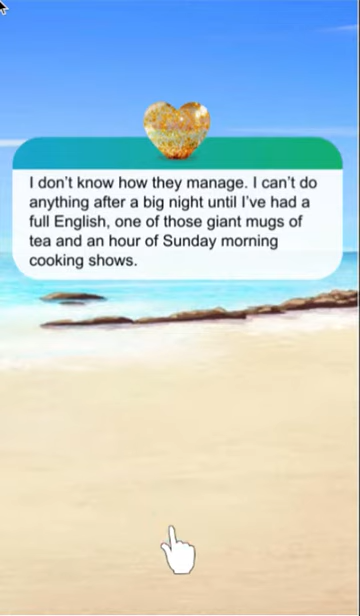 I don't know how they manage. I can't do
anything after a big night until I've had a
full English, one of those giant mugs of
tea and an hour of Sunday morning
cooking shows.